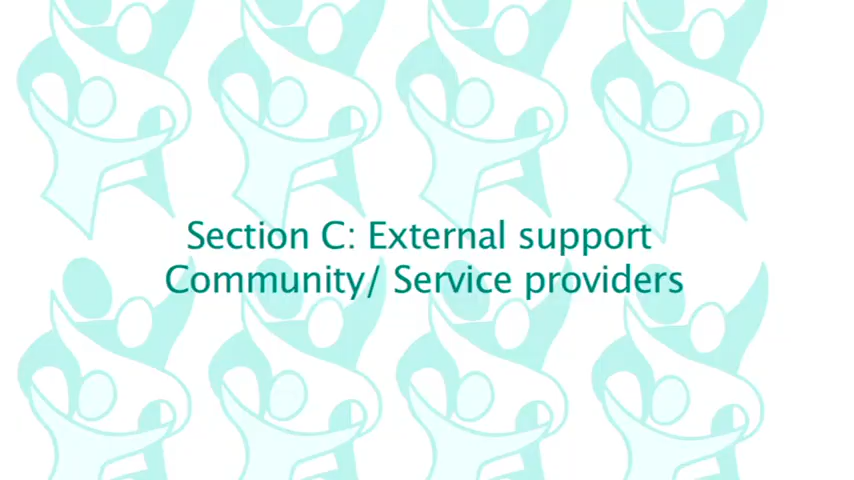 Section C: External support
Community/ Service providers